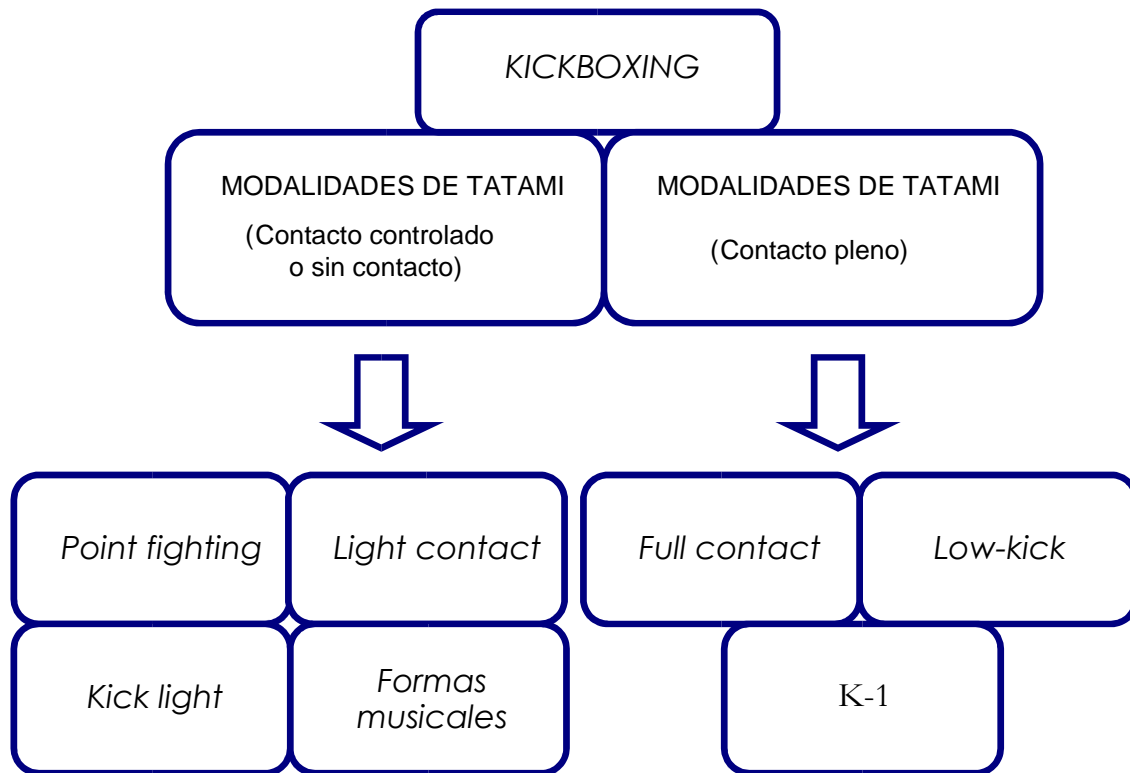 KICKBOXING
MODALIDADES DE TATAMI
(Contacto controlado
o sin contacto)
MODALIDADES DE TATAMI
(Contacto pleno)
Point fighting
Light contact
Kick light
Formas
musicales
Full contact
Low-kick
K-1